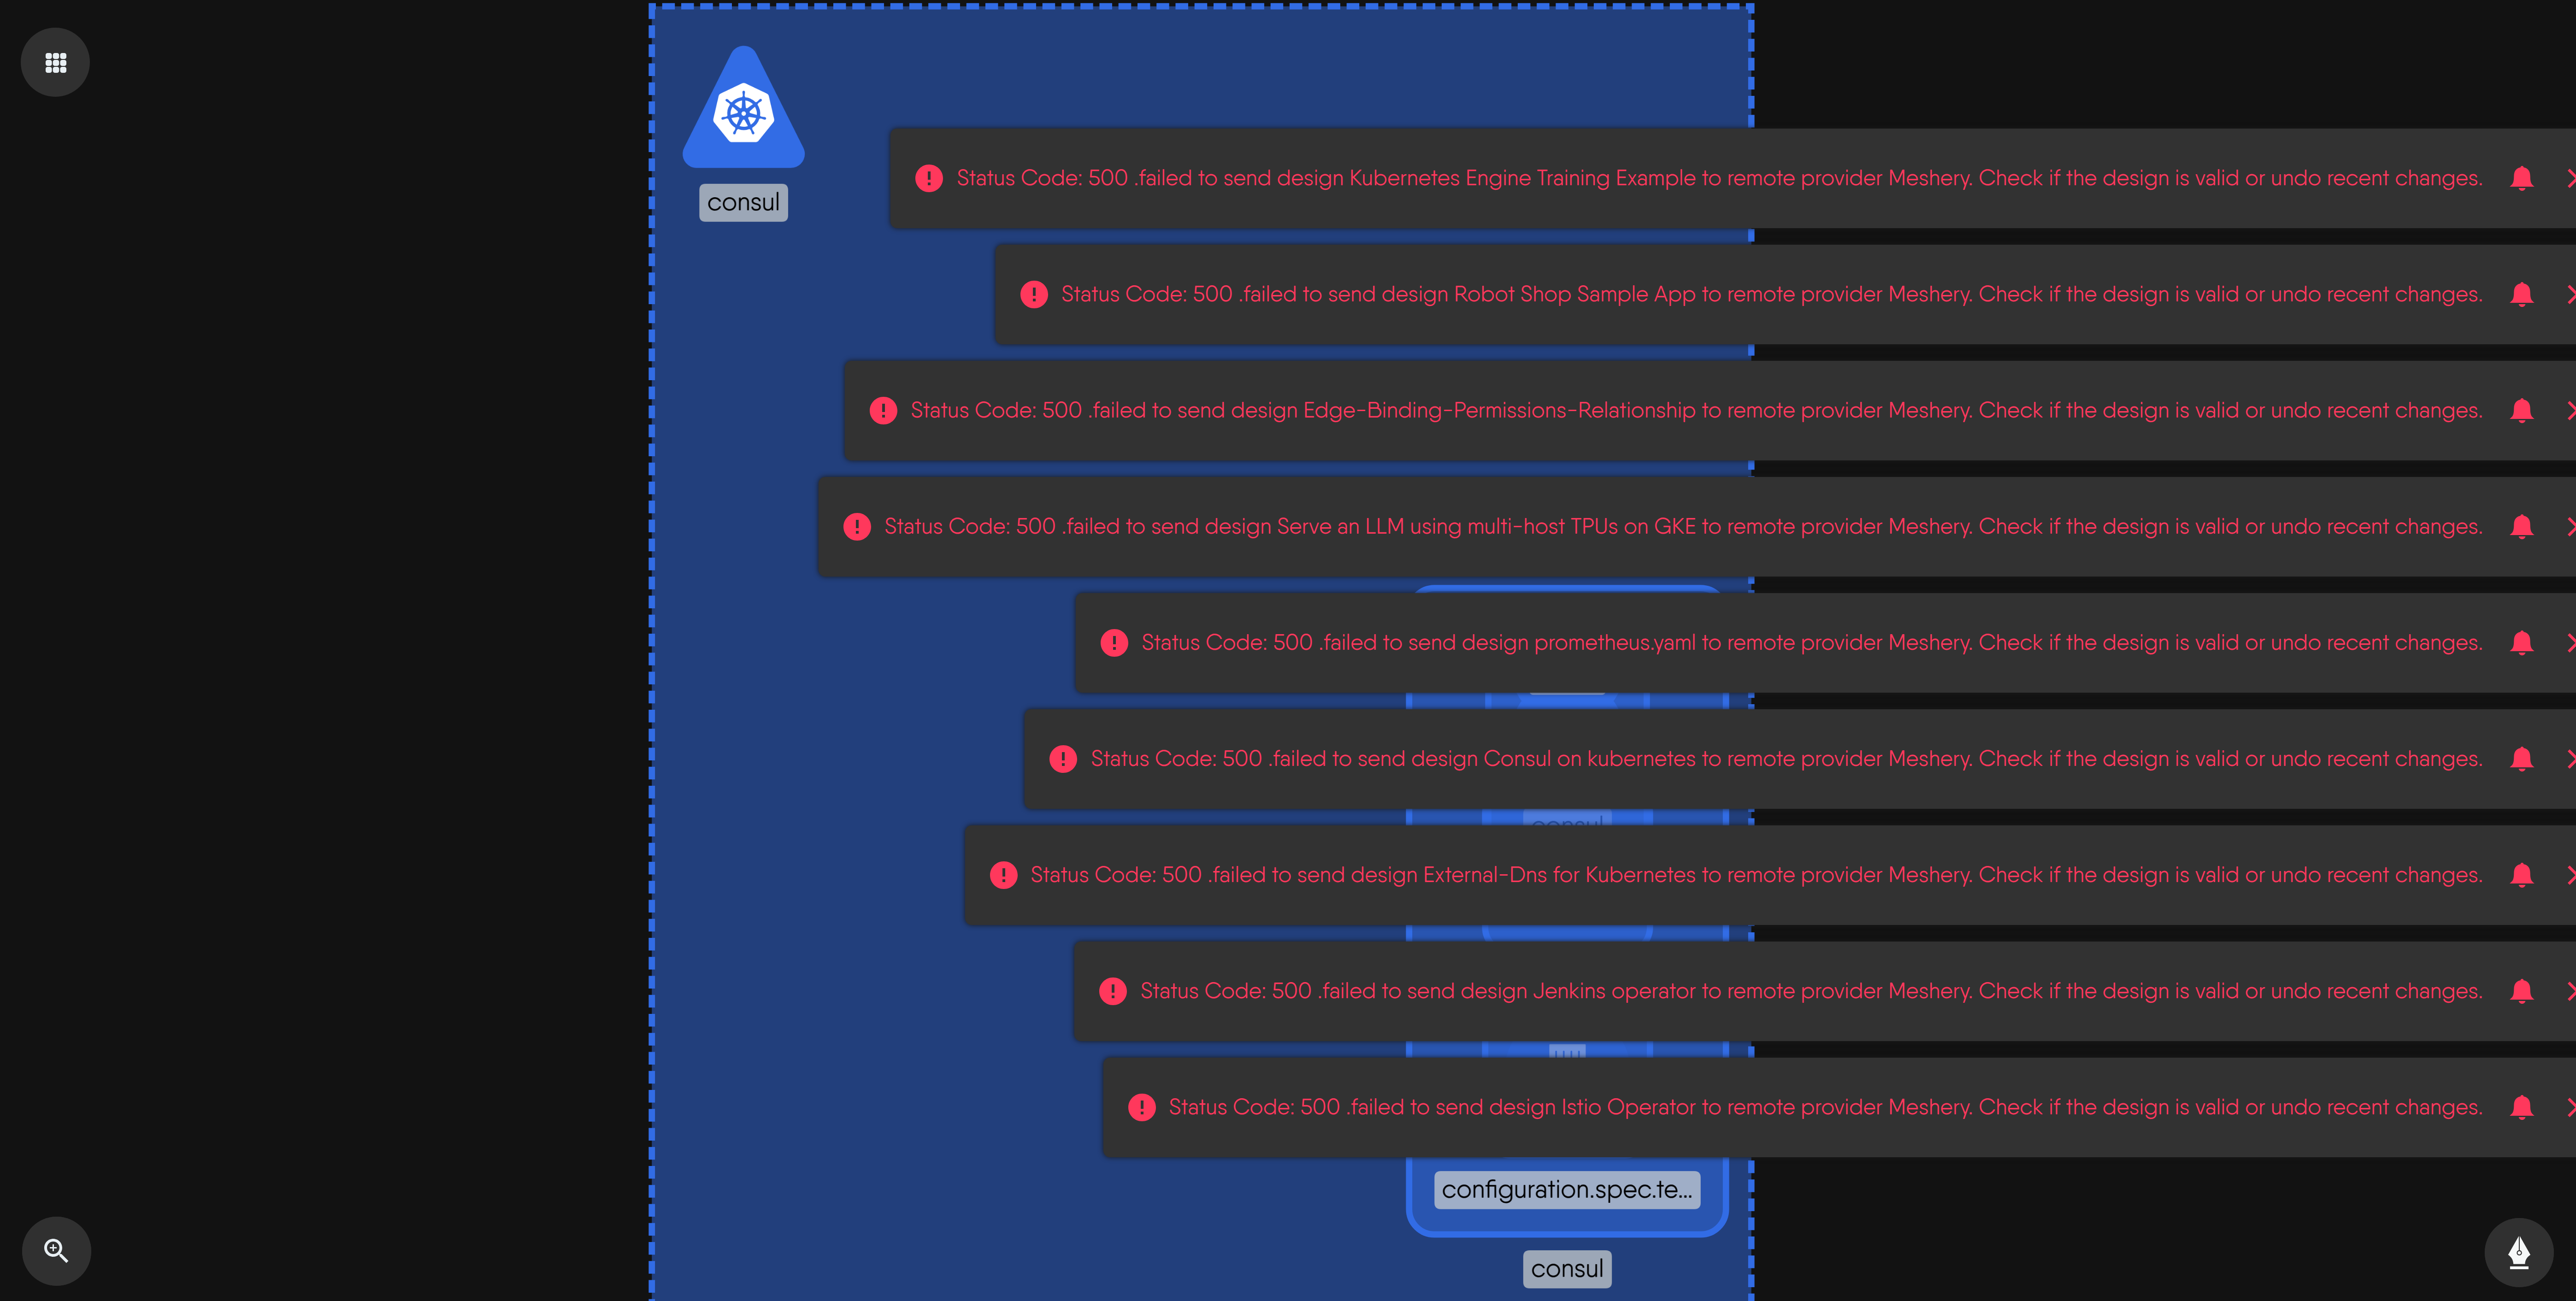 consul
Status Code: 500 .failed to send design Kubernetes Engine Training Example to remote provider Meshery. Check if the design is valid or undo recent changes.
Status Code: 500 .failed to send design Robot Shop Sample App to remote provider Meshery. Check if the design is valid or undo recent changes.
Status Code: 500 .failed to send design Edge-Binding-Permissions-Relationship to remote provider Meshery. Check if the design is valid or undo recent changes.
Status Code: 500 .failed to send design Serve an LLM using multi-host TPUs on GKE to remote provider Meshery. Check if the design is valid or undo recent changes.
Status Code: 500 .failed to send design prometheus.yaml to remote provider Meshery. Check if the design is valid or undo recent changes.
Status Code: 500 .failed to send design Consul on kubernetes to remote provider Meshery. Check if the design is valid or undo recent changes.
consul
Status Code: 500 .failed to send design External-Dns for Kubernetes to remote provider Meshery. Check if the design is valid or undo recent changes.
Status Code: 500 .failed to send design Jenkins operator to remote provider Meshery. Check if the design is valid or undo recent changes.
Status Code: 500 .failed to send design Istio Operator to remote provider Meshery. Check if the design is valid or undo recent changes.
configuration.spec.te...
consul